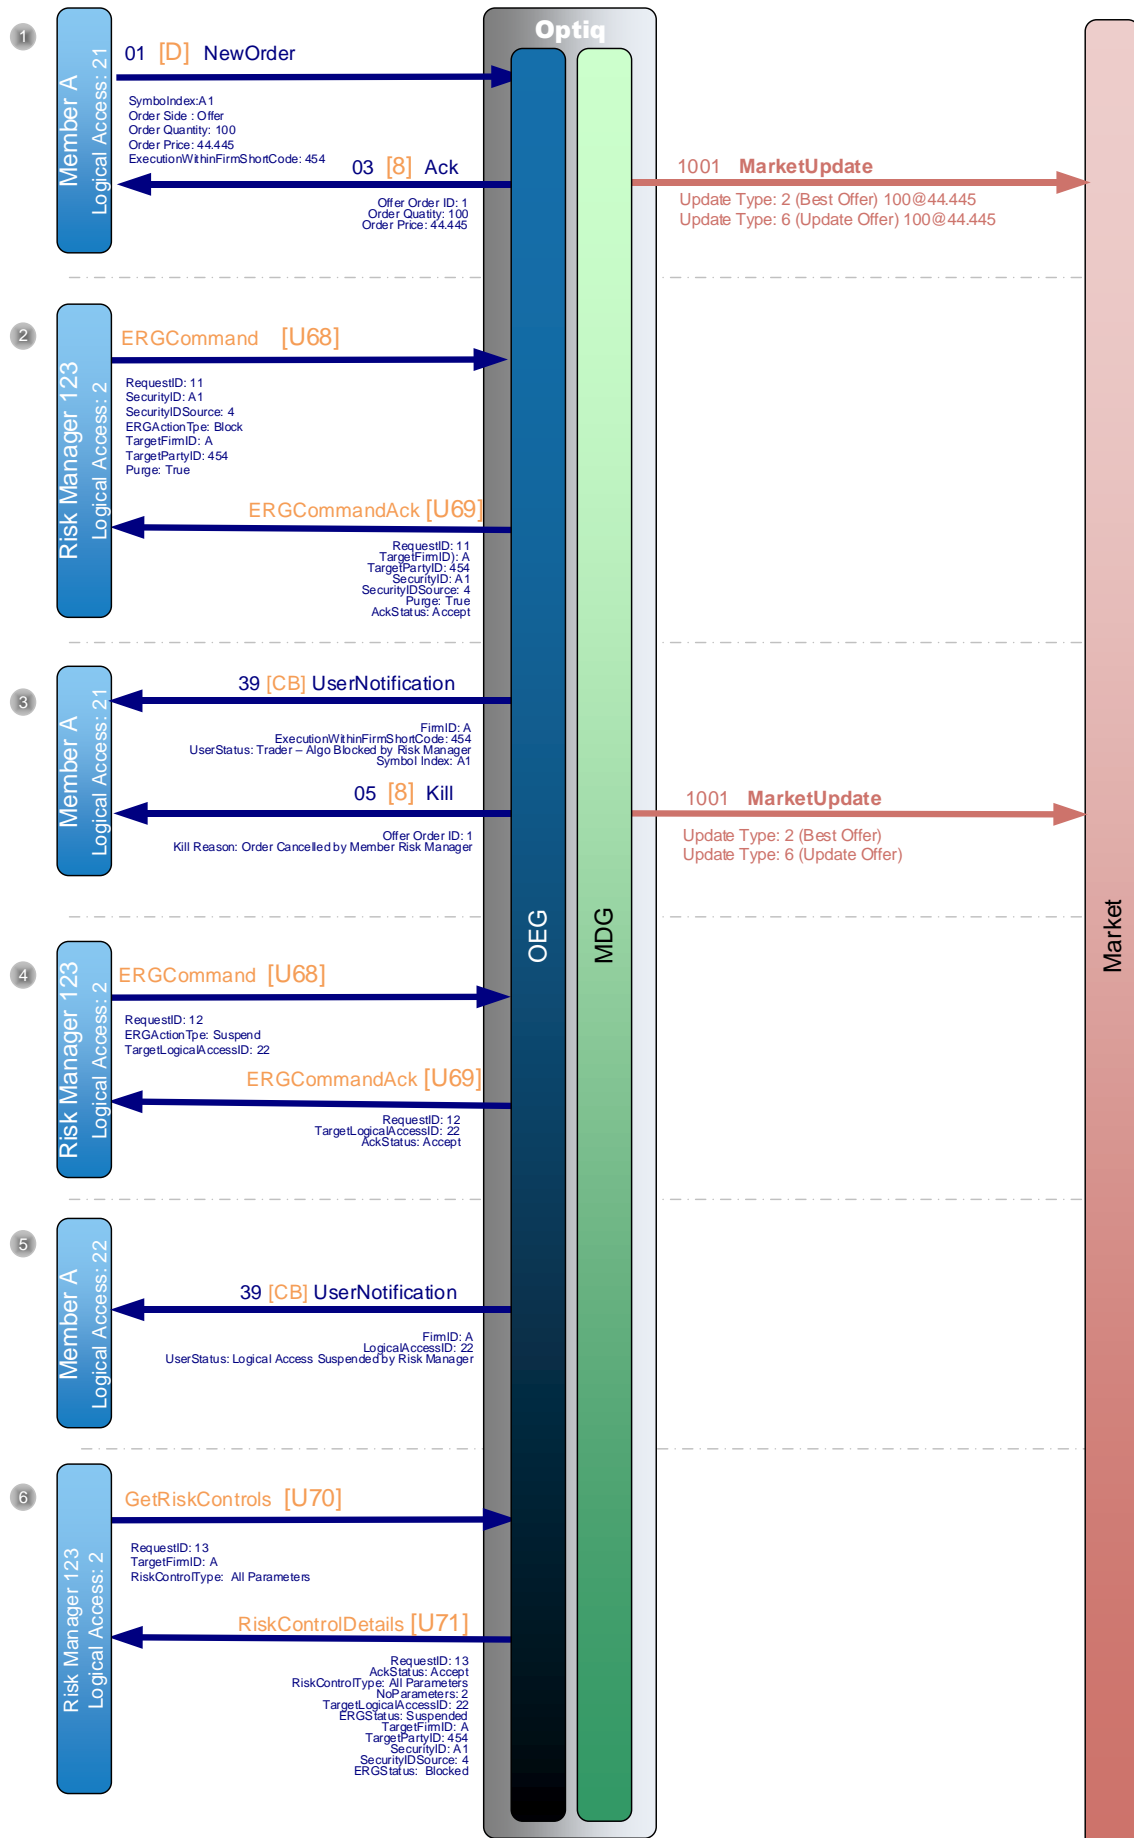 Optiq
OEG
MDG
Market
1
Member A
Logical Access: 21
01 [D] NewOrder
SymbolIndex:A1
Order Side : Offer
Order Quantity: 100
Order Price: 44.445
ExecutionWithinFirmShortCode: 454
03 [8] Ack
Offer Order ID: 1
Order Quatity: 100
Order Price: 44.445
1001 MarketUpdate
Update Type: 2 (Best Offer) 100@44.445
Update Type: 6 (Update Offer) 100@44.445
2
Risk Manager 123
Logical Access: 2
ERGCommand [U68]
RequestID: 11
SecurityID: A1
SecurityIDSource: 4
ERGActionTpe: Block
TargetFirmID: A
TargetPartyID: 454
Purge: True
ERGCommandAck [U69]
RequestID: 11
TargetFirmID): A
TargetPartyID: 454
SecurityID: A1
SecurityIDSource: 4
Purge: True
AckStatus: Accept
3
Member A
Logical Access: 21
39 [CB] UserNotification
FirmID: A
ExecutionWithinFirmShortCode: 454
UserStatus: Trader – Algo Blocked by Risk Manager
Symbol Index: A1
05 [8] Kill
Offer Order ID: 1
Kill Reason: Order Cancelled by Member Risk Manager
1001 MarketUpdate
Update Type: 2 (Best Offer)
Update Type: 6 (Update Offer)
4
Risk Manager 123
Logical Access: 2
ERGCommand [U68]
RequestID: 12
ERGActionTpe: Suspend
TargetLogicalAccessID: 22
ERGCommandAck [U69]
RequestID: 12
TargetLogicalAccessID: 22
AckStatus: Accept
5
Member A
Logical Access: 22
39 [CB] UserNotification
FirmID: A
LogicalAccessID: 22
UserStatus: Logical Access Suspended by Risk Manager
6
Risk Manager 123
Logical Access: 2
GetRiskControls [U70]
RequestID: 13
TargetFirmID: A
RiskControlType: All Parameters
RiskControlDetails [U71]
RequestID: 13
AckStatus: Accept
RiskControlType: All Parameters
NoParameters: 2
TargetLogicalAccessID: 22
ERGStatus: Suspended
TargetFirmID: A
TargetPartyID: 454
SecurityID: A1
SecurityIDSource: 4
ERGStatus: Blocked